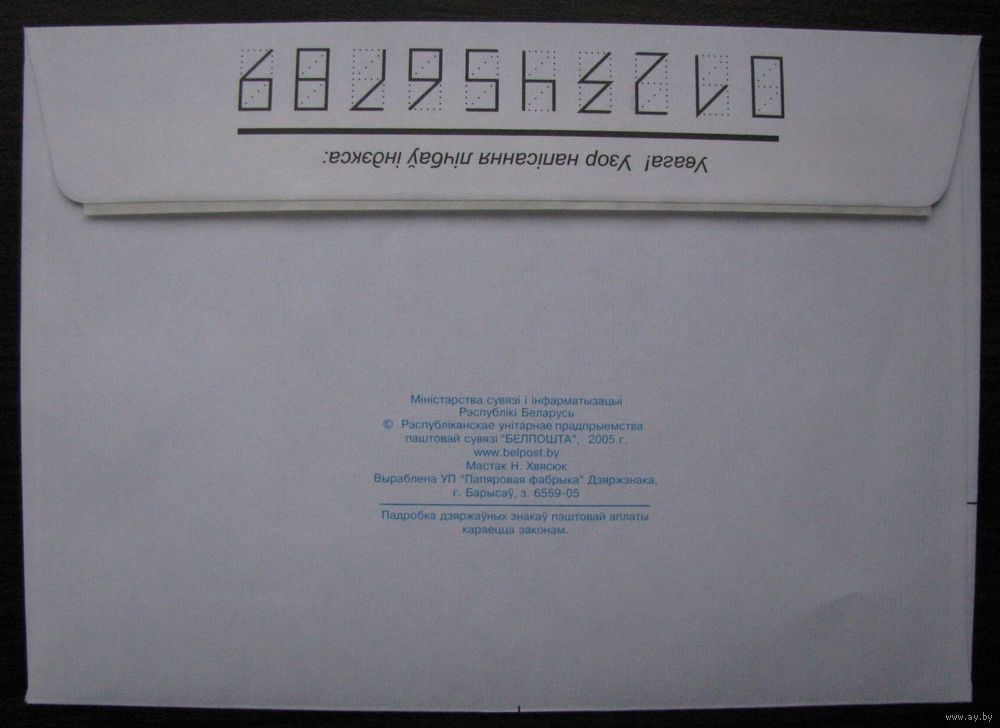 0123456789
Увага! Узор напісання лічбаў індэкса:
Міністэрства сувязі і інфарматызацыі
Рэспублікі Беларусь
© Рэспубліканскае унітарнае прадпрыемства
паштовай сувязі "БЕЛПОШТА", 2005 г.
www.belpost.by
Мастак Н. Хвясюк
Выраблена УП "Папяровая фабрыка" Дзяржзнака,
г. Барысаў, з. 6559-05
Падробка дзяржаўных знакаў паштовай аплаты
караецца законам.
www.ay.by